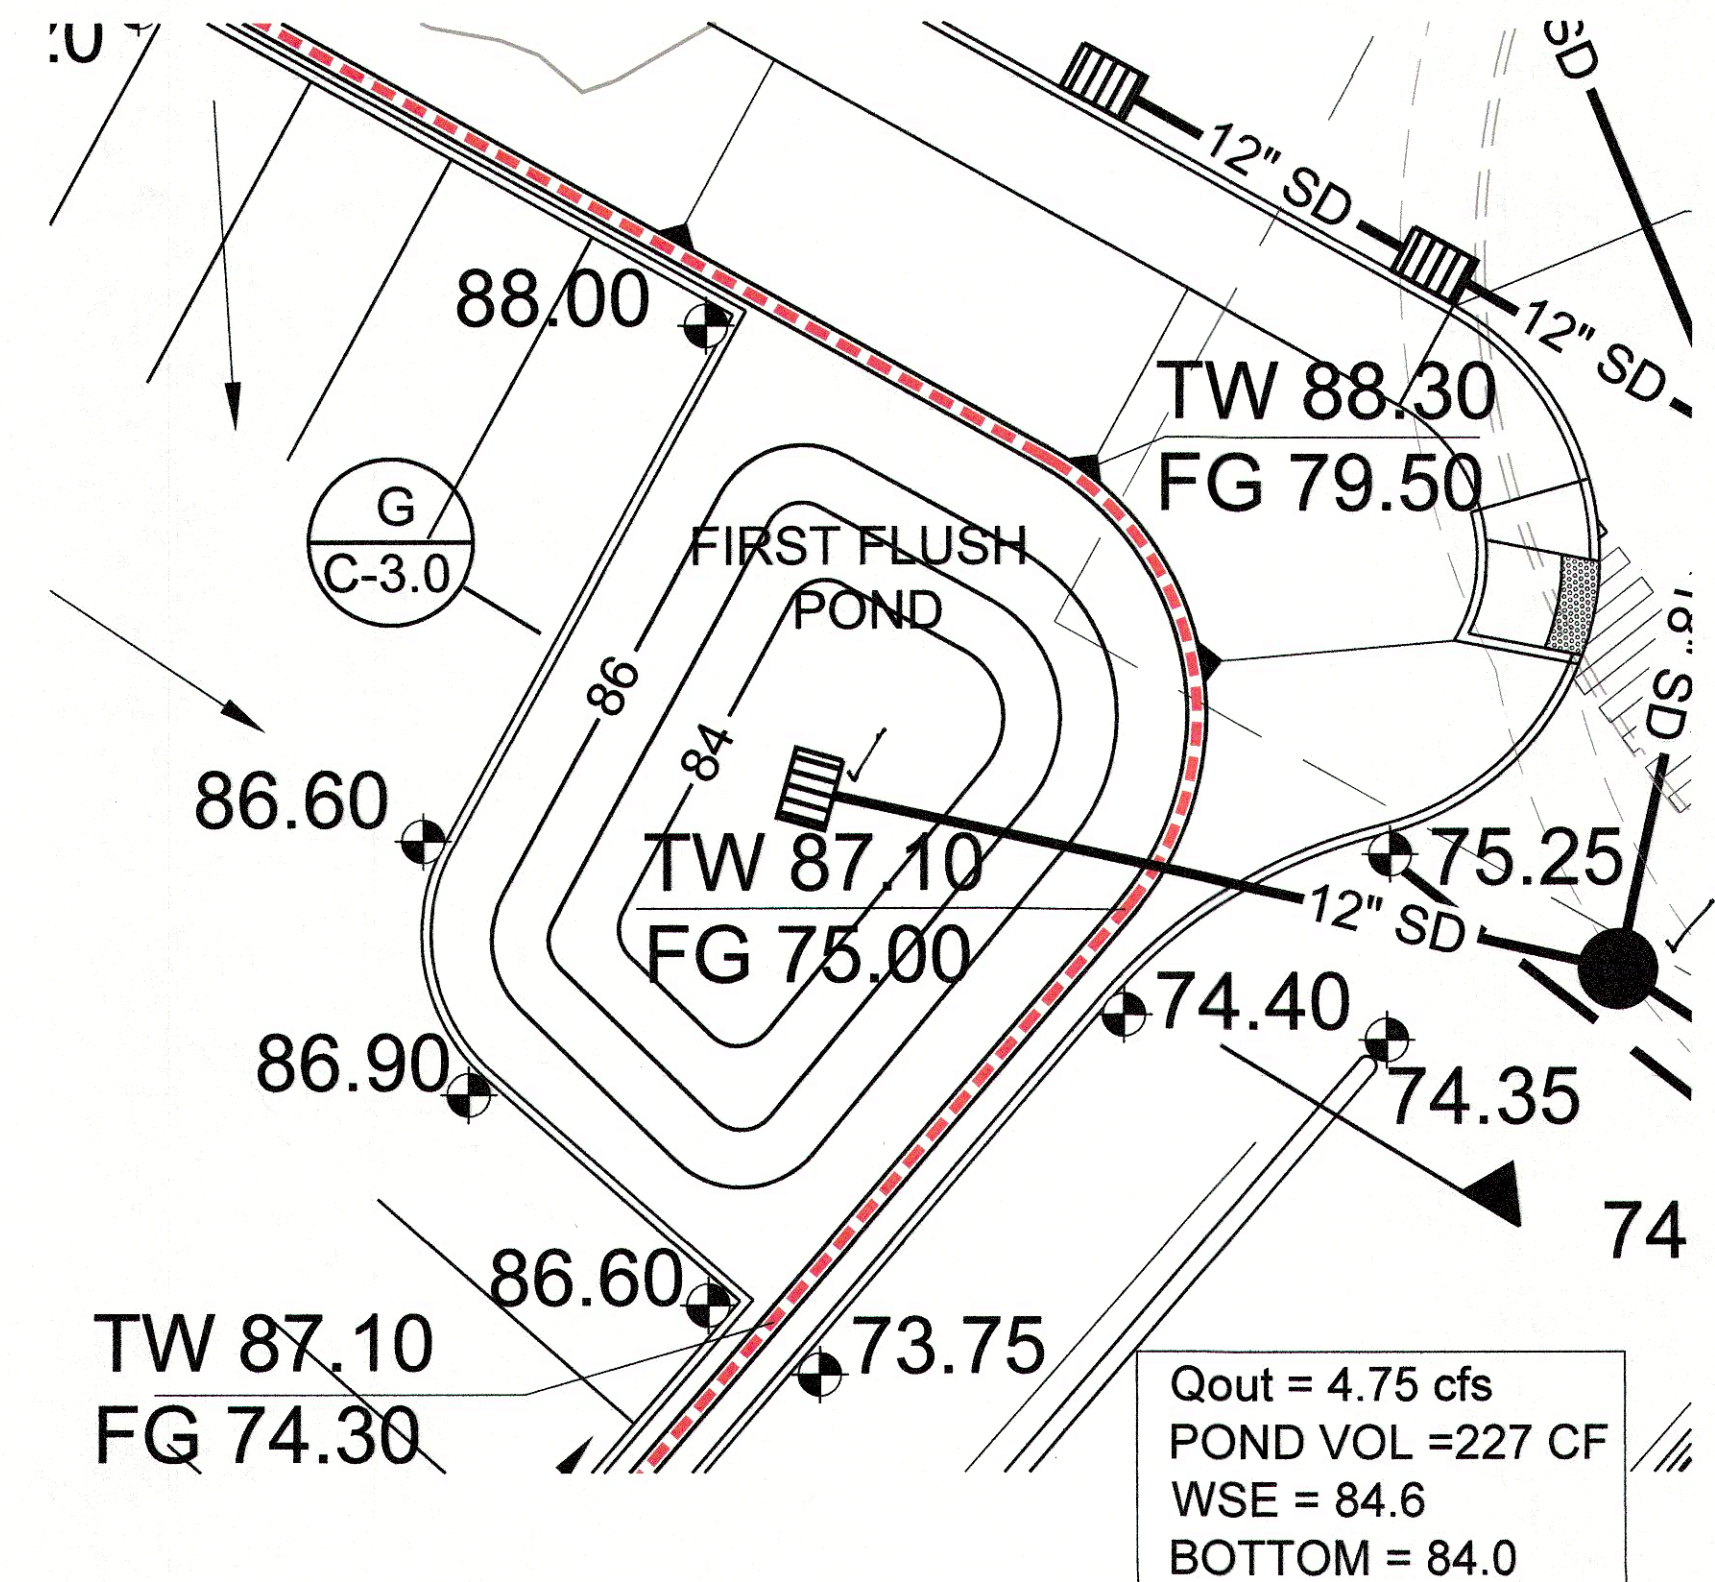 SD
12" SD
12" SD
88.00
TW 88.30
FG 79.50
G
C-3.0
FIRST FLUSH
POND
18" SD
86
84
86.60
TW 87.10
FG 75.00
75.25
12" SD
74.40
86.90
74.35
74
86.60
TW 87.10
FG 74.30
73.75
Qout = 4.75 cfs
POND VOL =227 CF
WSE = 84.6
BOTTOM = 84.0